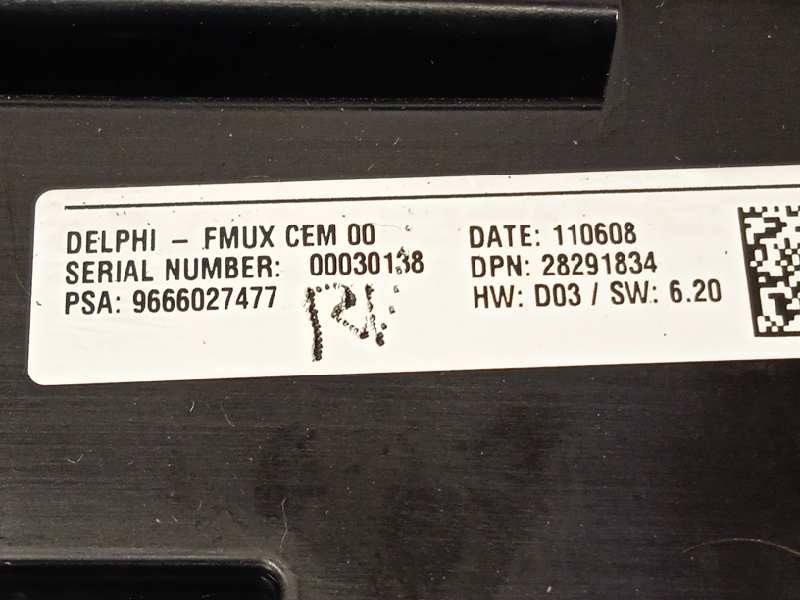 DELPHI – FMUX CEM 00 DATE: 110608
SERIAL NUMBER: 00030138 DPN: 28291834
PSA: 9666027477 HW: D03 / SW: 6.20